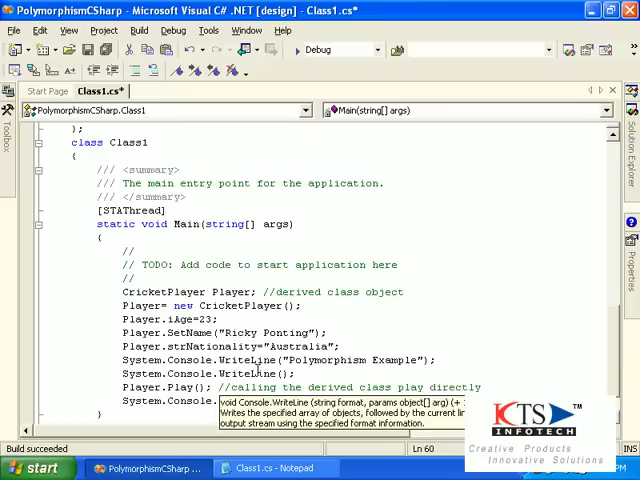 PolymorphismCSharp - Microsoft Visual C# .NET [design] - Class1.cs*
File Edit View Project Build Debug Tools Window Help
Debug
Start Page Class1.cs*
PolymorphismCSharp.Class1 Main(string[] args)
};
class Class1
{
/// <summary>
/// The main entry point for the application.
/// </summary>
[STAThread]
static void Main(string[] args)
{
//
// TODO: Add code to start application here
//
CricketPlayer Player; //derived class object
Player= new CricketPlayer();
Player.iAge=23;
Player.SetName("Ricky Ponting");
Player.strNationality="Australia";
System.Console.WriteLine("Polymorphism Example");
System.Console.WriteLine();
Player.Play(); //calling the derived class play directly
System.Console.
void Console.WriteLine (string format, params object[] arg) (+
Writes the specified array of objects, followed by the current lin
output stream using the specified format information.
}
Toolbox
Solution Explorer
Properties
KTS
INFOTECH
TM
Creative Products
Innovative Solutions
Build succeeded Ln 60 INS
start PolymorphismCSharp ... Class1.cs - Notepad